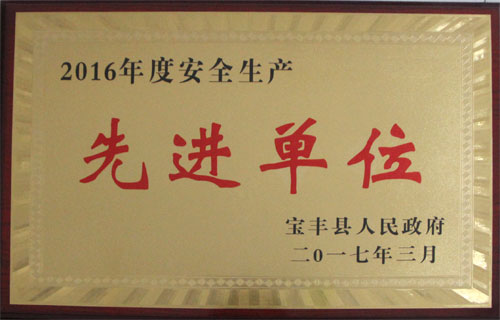 2016年度安全生产
先进单位
宝丰县人民政府
二0一七年三月